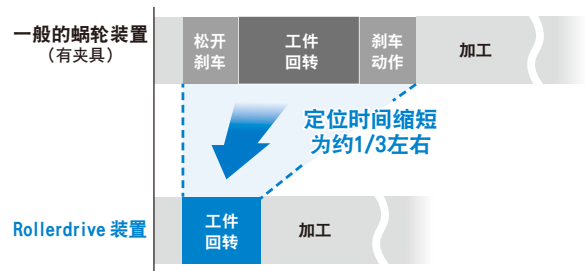 一般的蜗轮装置
（有夹具）
松开
刹车
工件
回转
刹车
动作
加工
定位时间缩短
为约1/3左右
Rollerdrive 装置
工件
回转
加工